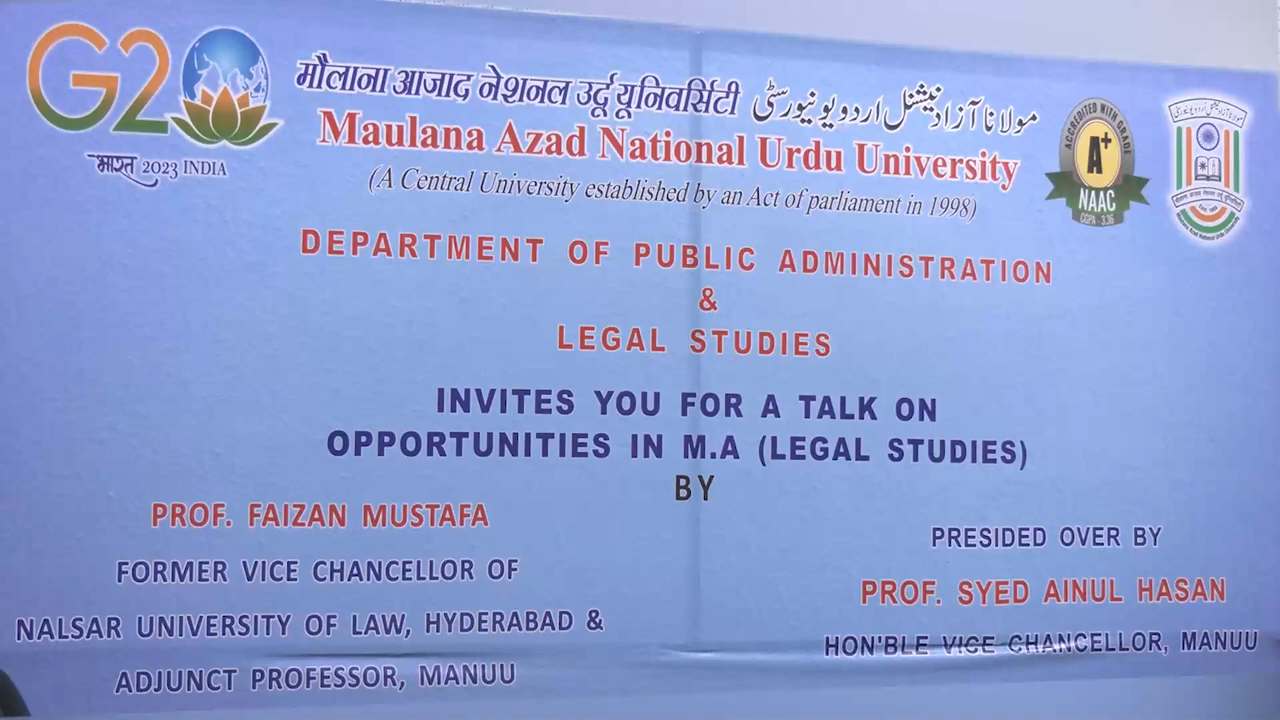 G20
भारत 2023 INDIA
मौलाना आज़ाद नेशनल उर्दू यूनिवर्सिटी مولانا آزاد نیشنل اردو یونیورسٹی
Maulana Azad National Urdu University
(A Central University established by an Act of parliament in 1998)
ACCREDITED WITH GRADE
A+
NAAC
CGPA - 3.36
DEPARTMENT OF PUBLIC ADMINISTRATION
&
LEGAL STUDIES
INVITES YOU FOR A TALK ON
OPPORTUNITIES IN M.A (LEGAL STUDIES)
BY
PROF. FAIZAN MUSTAFA
FORMER VICE CHANCELLOR OF
NALSAR UNIVERSITY OF LAW, HYDERABAD &
ADJUNCT PROFESSOR, MANUU
PRESIDED OVER BY
PROF. SYED AINUL HASAN
HON'BLE VICE CHANCELLOR, MANUU